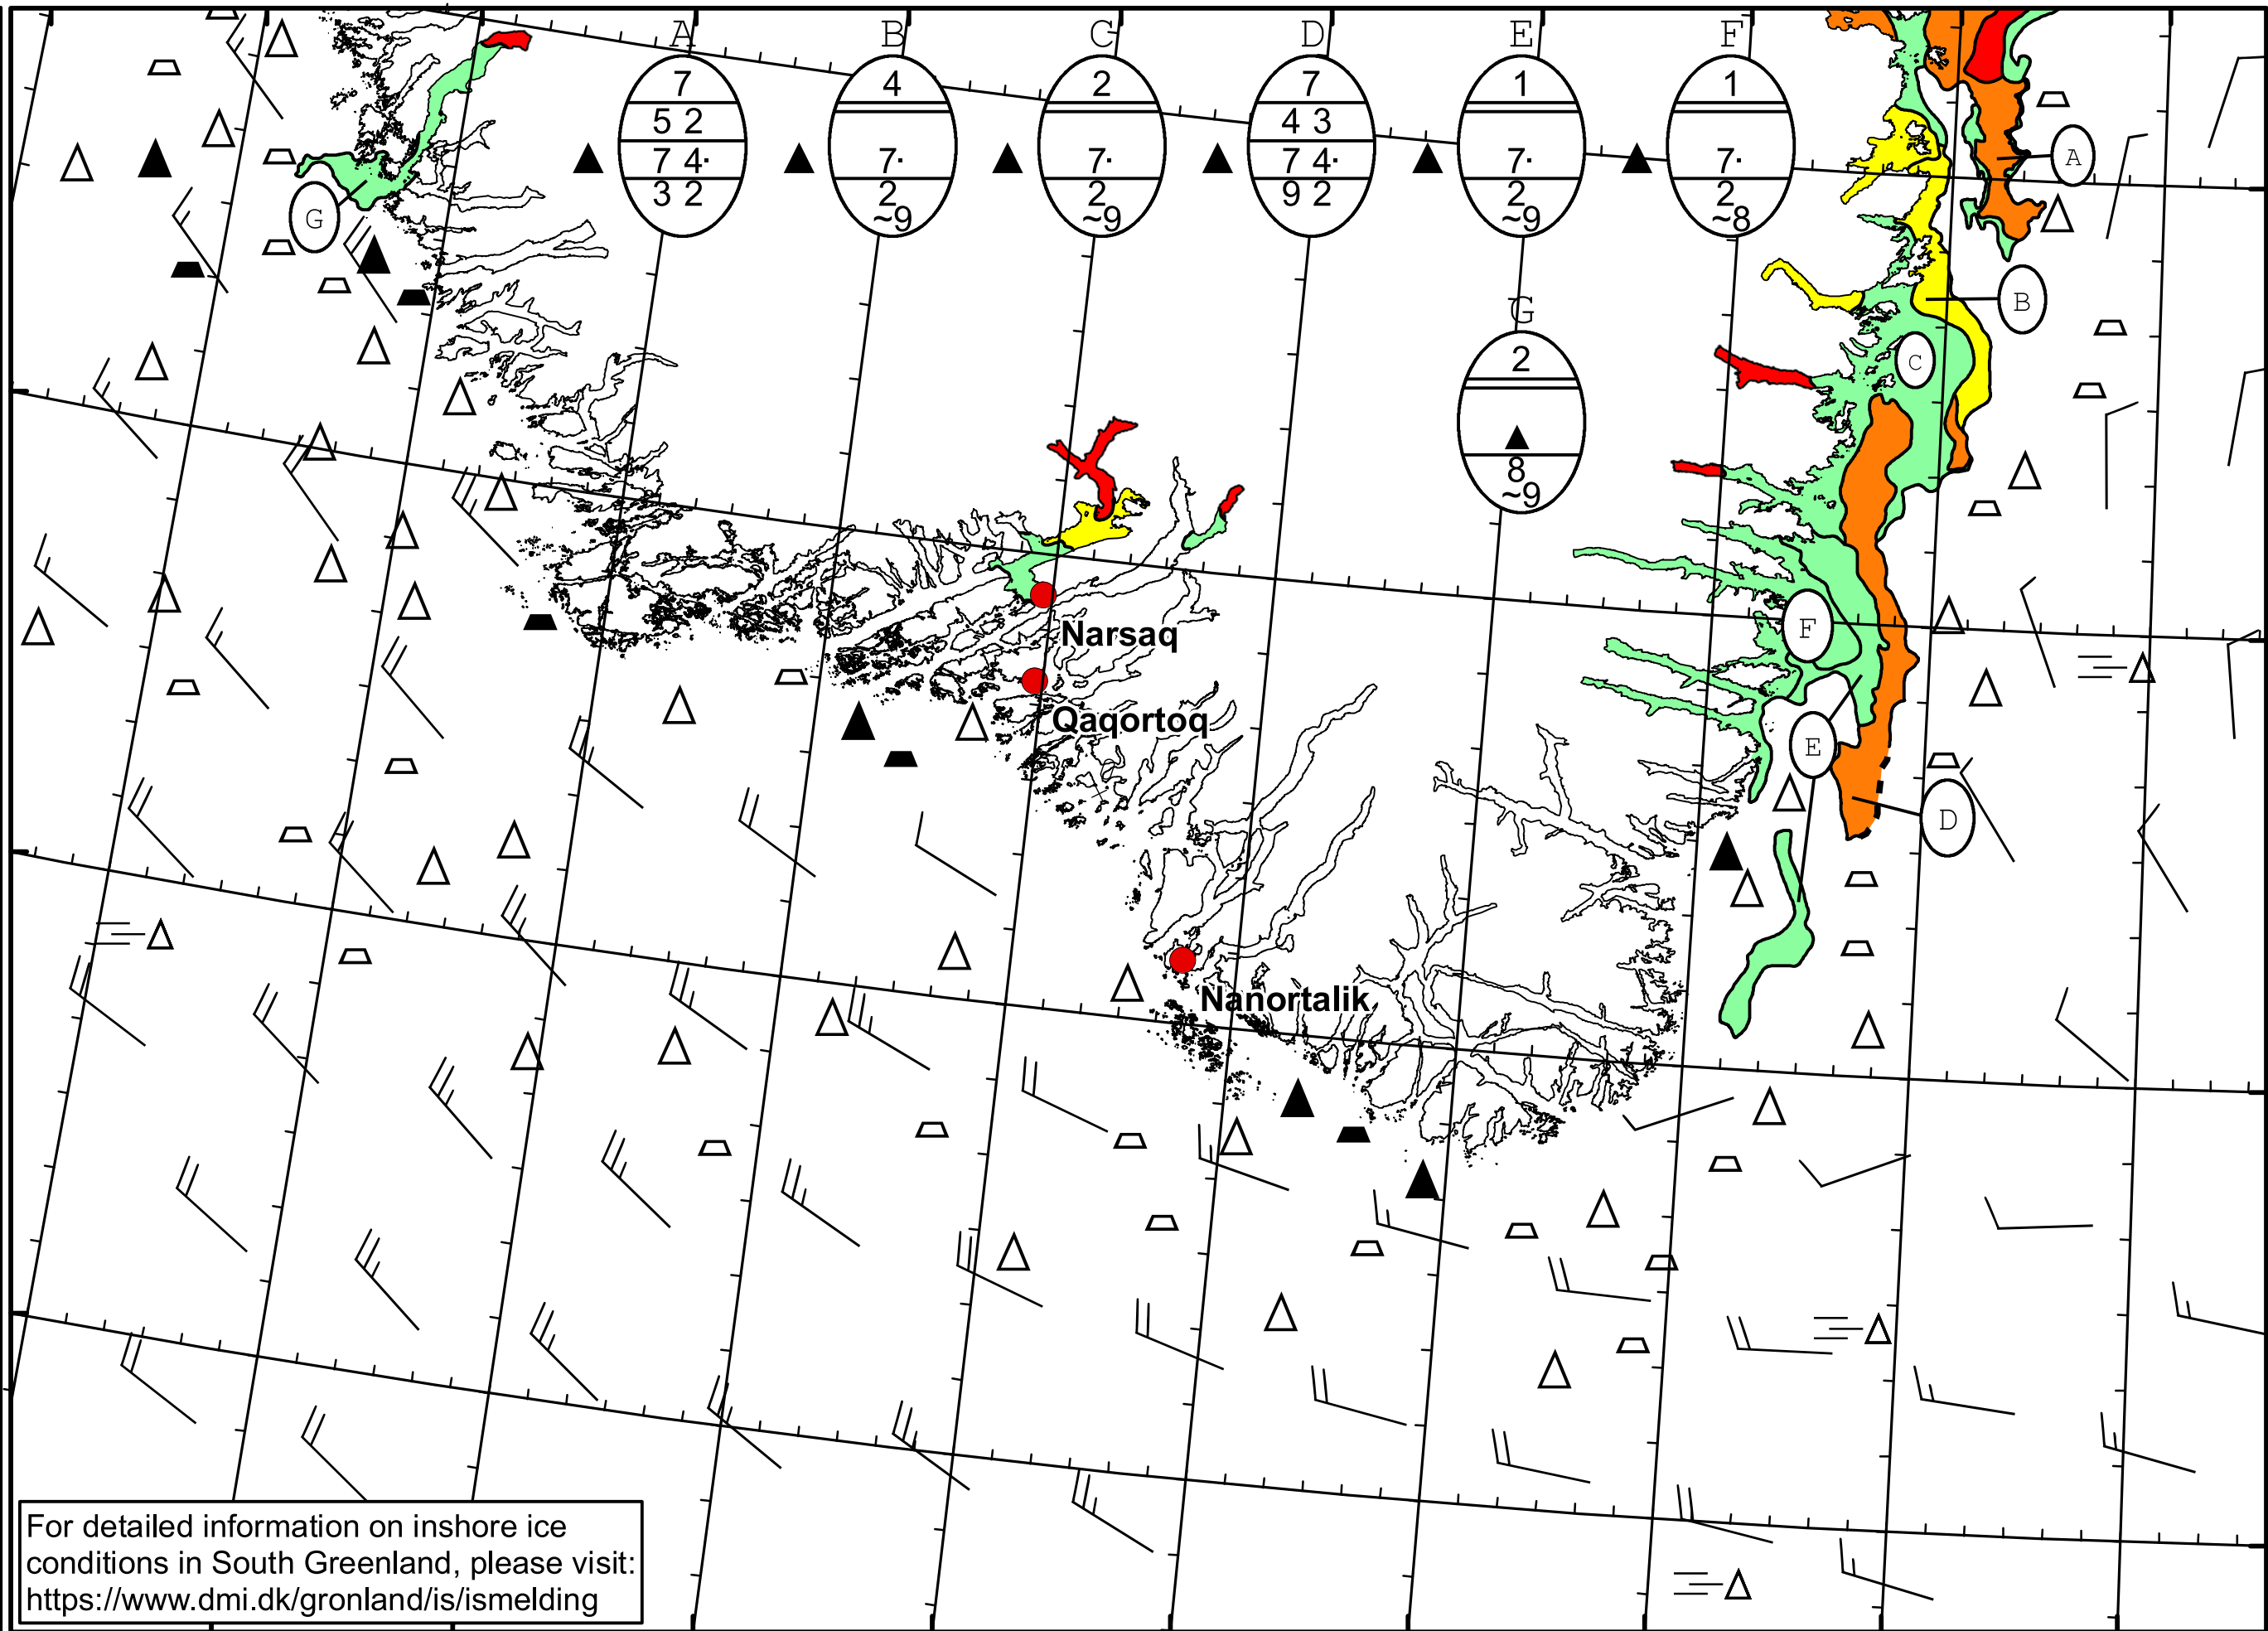 A B C D E F
7 4 2 7 1 1
5 2 4 3
7 4· 7· 7· 7 4· 7· 7·
3 2 2 2 9 2 2 2
~9 ~9 ~9 ~8
A
G
B
G
2
C
8
~9
Narsaq
F
Qaqortoq
E
D
Nanortalik
For detailed information on inshore ice
conditions in South Greenland, please visit:
https://www.dmi.dk/gronland/is/ismelding